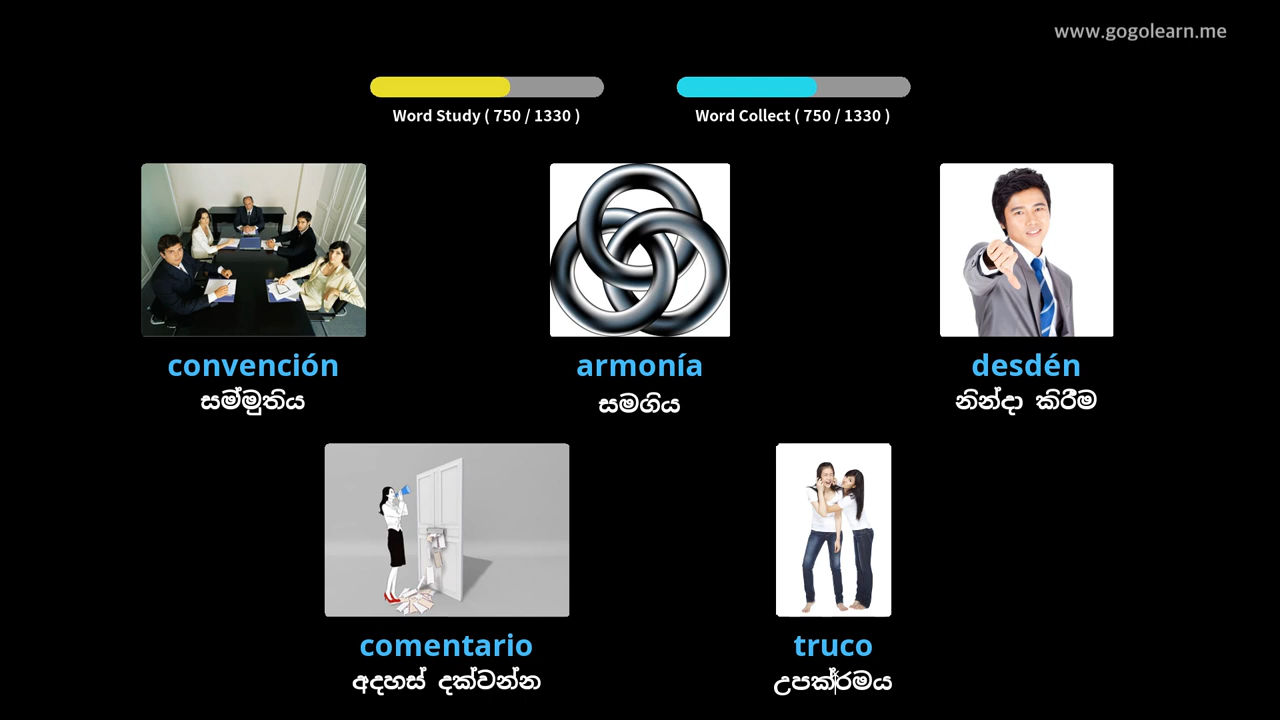 www.gogolearn.me
Word Study ( 750 / 1330 )
Word Collect ( 750 / 1330 )
convención
සම්මුතිය
armonía
සමගිය
desdén
නින්දා කිරීම
comentario
අදහස් දක්වන්න
truco
උපක්‍රමය